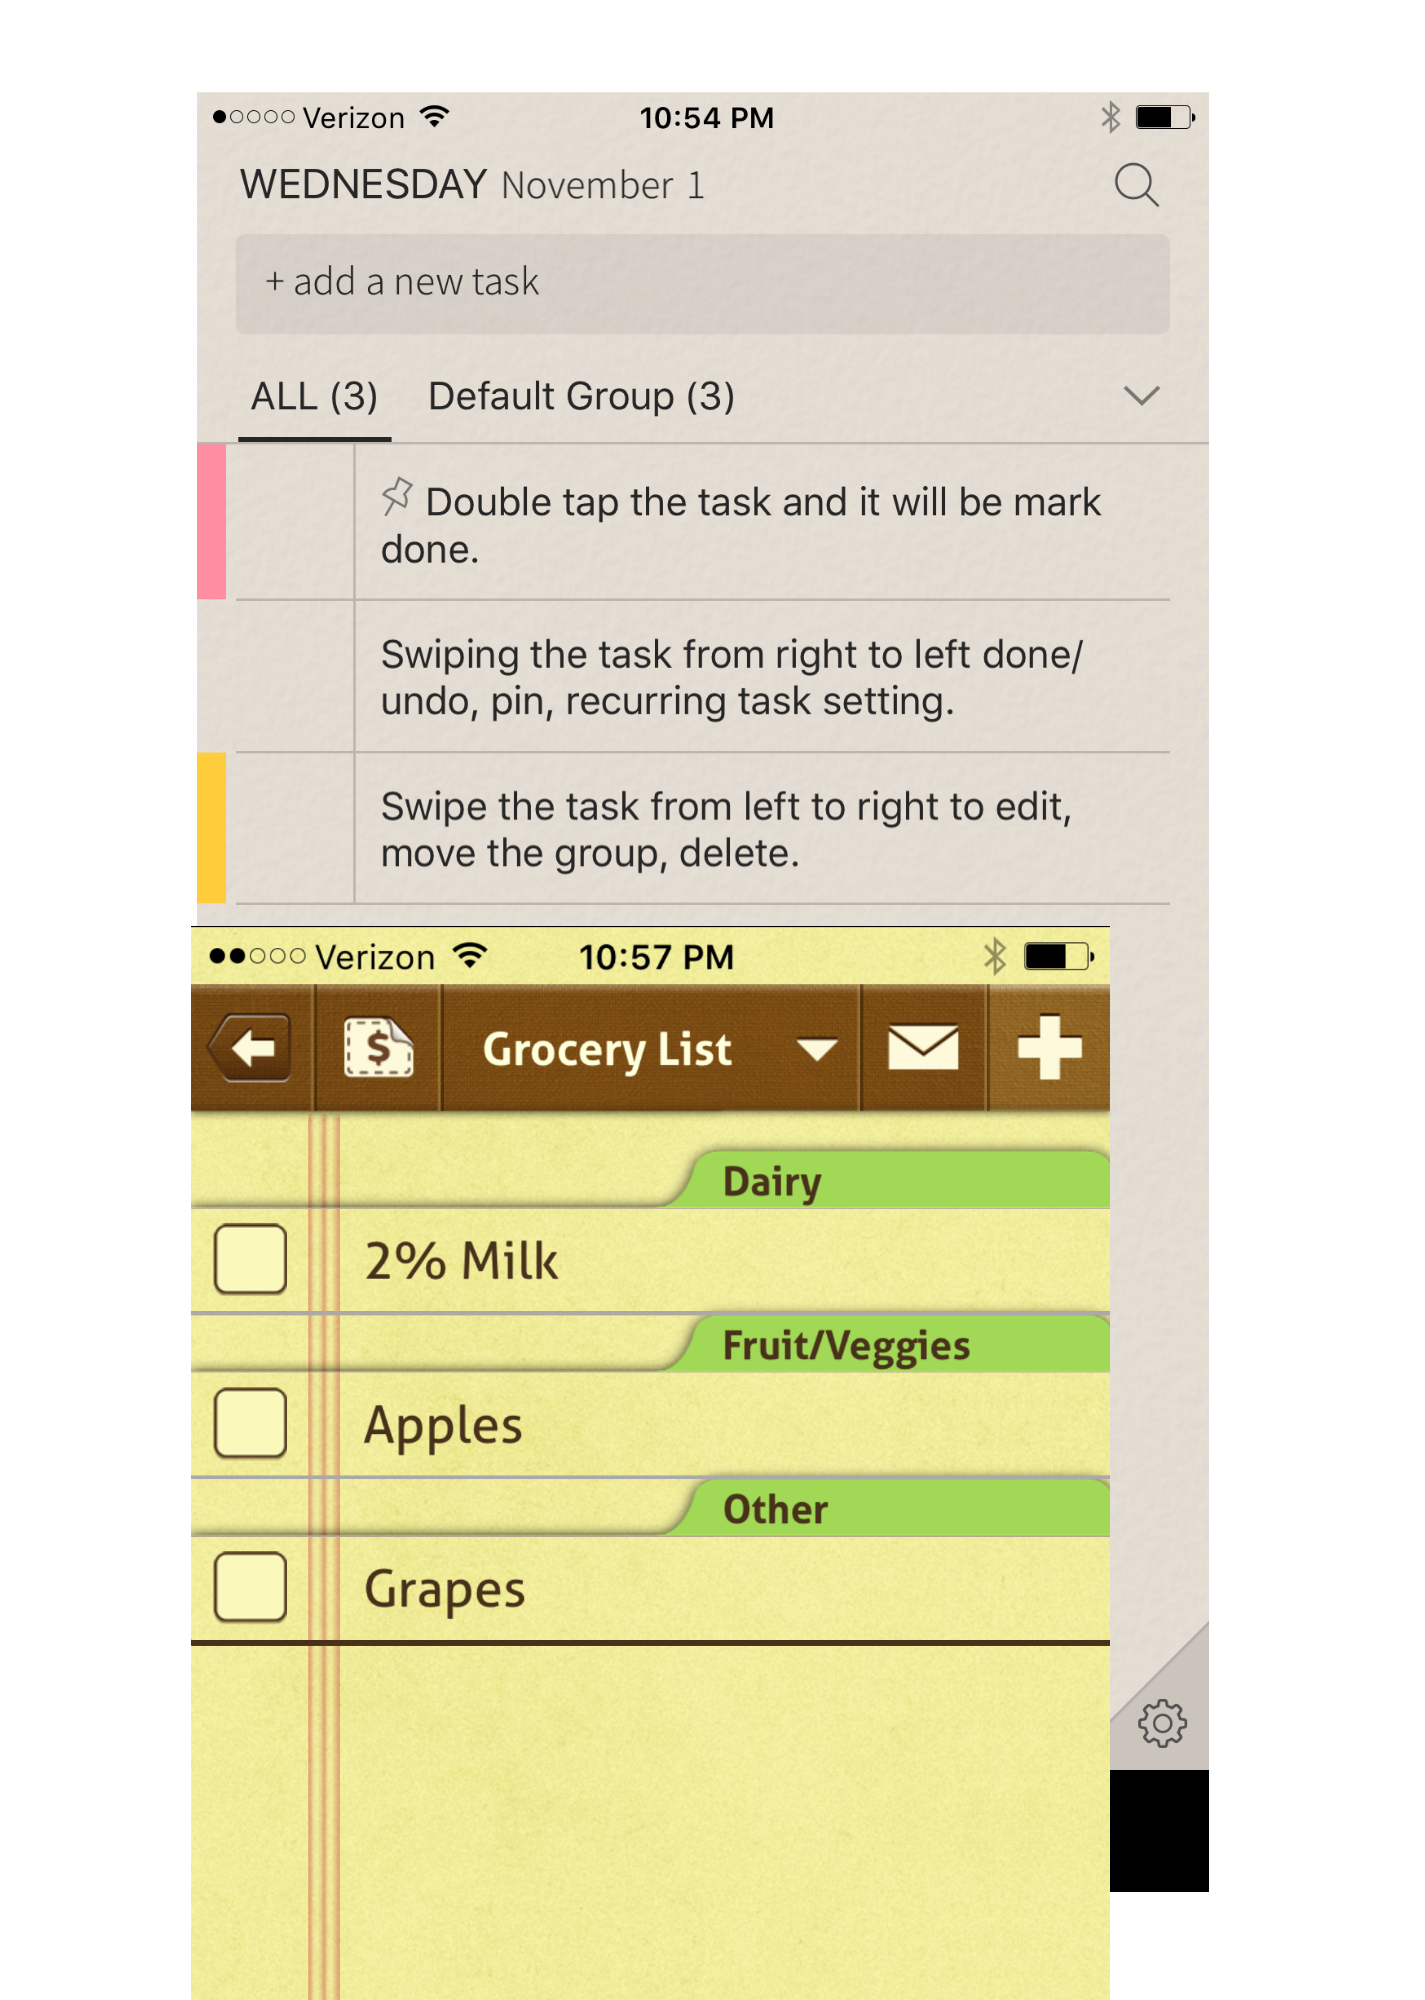 Verizon 10:54 PM
WEDNESDAY November 1
+ add a new task
ALL (3) Default Group (3)
Double tap the task and it will be mark
done.
Swiping the task from right to left done/
undo, pin, recurring task setting.
Swipe the task from left to right to edit,
move the group, delete.
Verizon 10:57 PM
$ Grocery List
Dairy
2% Milk
Fruit/Veggies
Apples
Other
Grapes